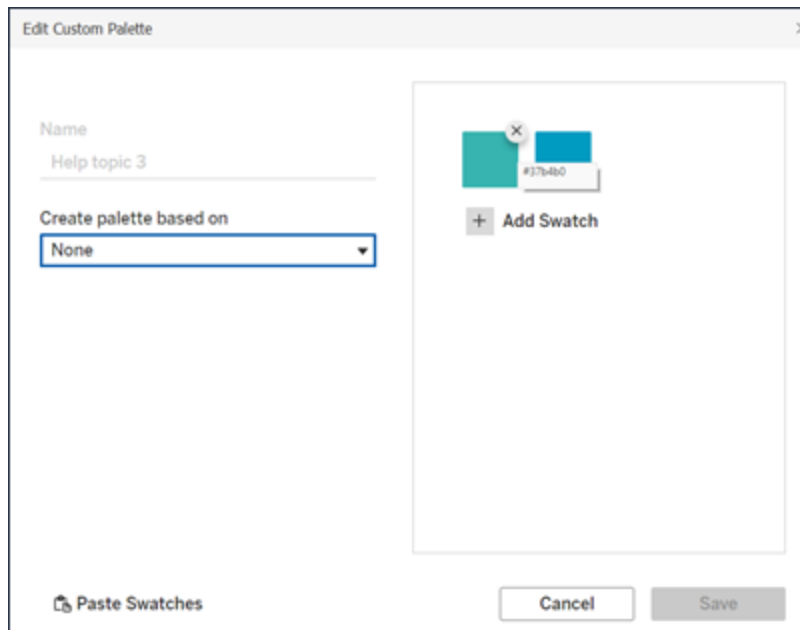 Edit Custom Palette
Name
Help topic 3
Create palette based on
None
#37b4b0
Add Swatch
Paste Swatches
Cancel
Save